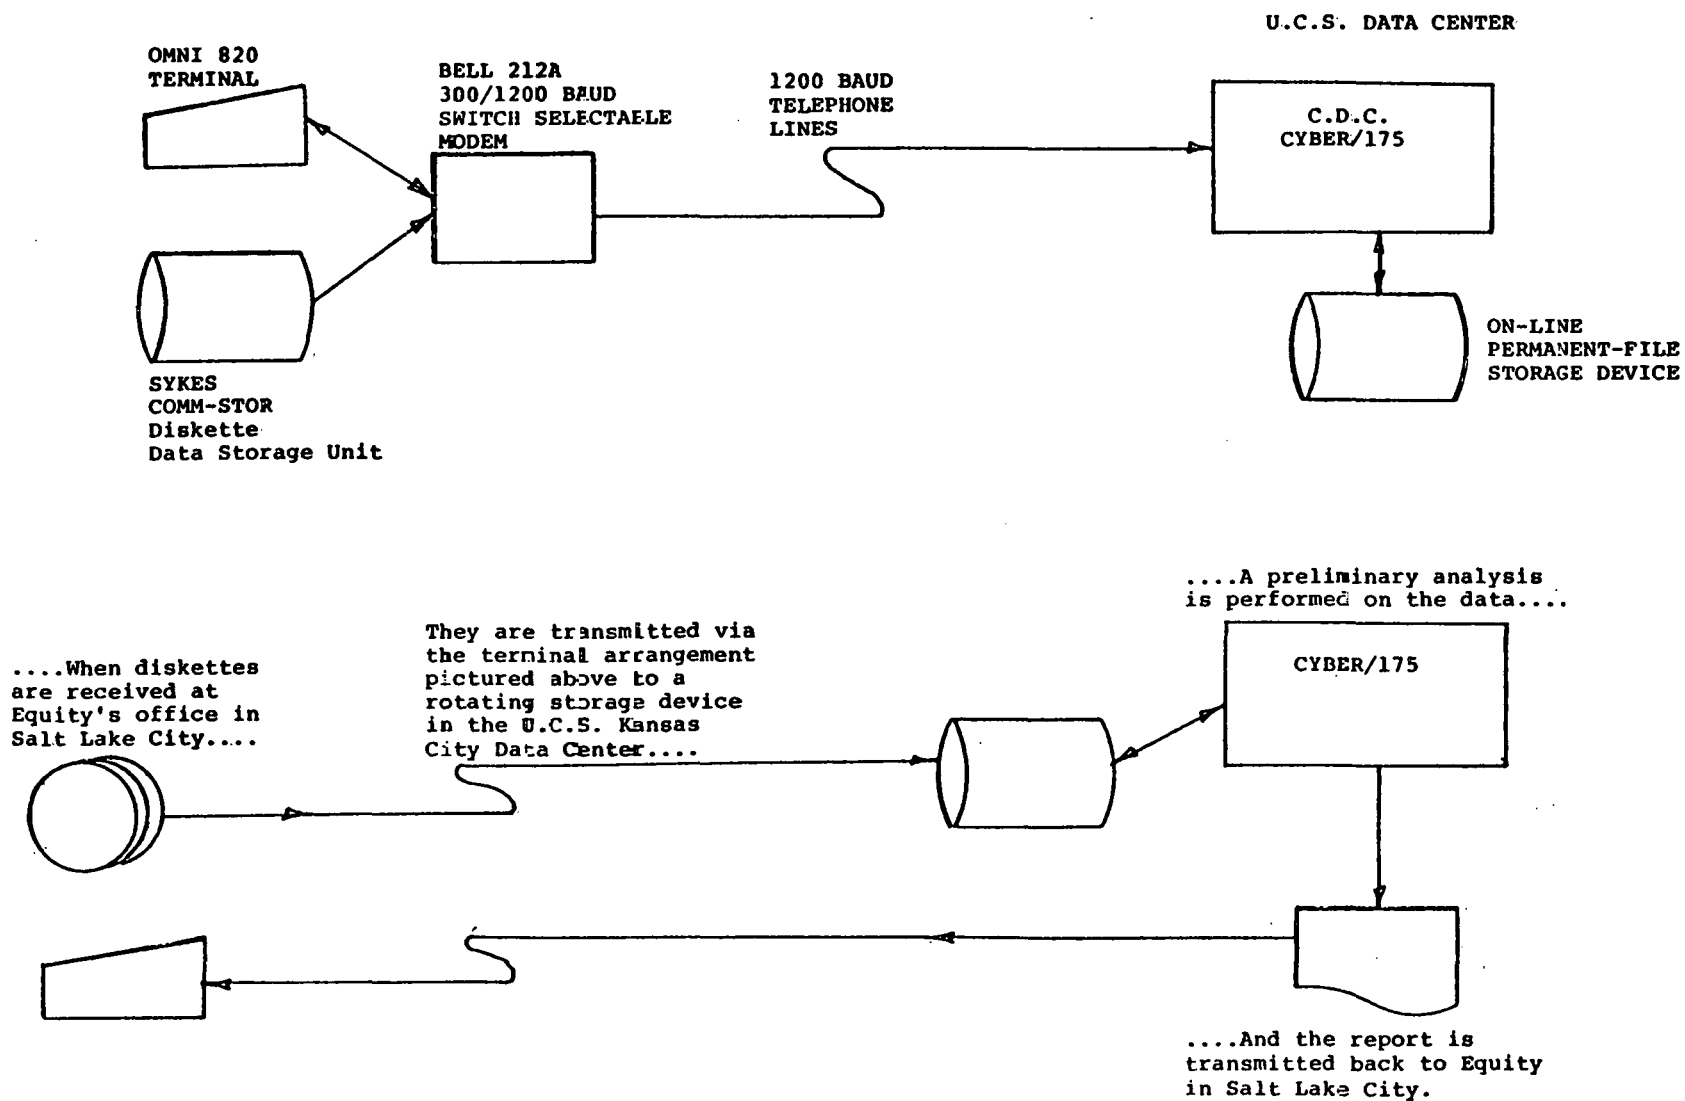 U.C.S. DATA CENTER
OMNI 820
TERMINAL
BELL 212A
300/1200 BAUD
SWITCH SELECTABLE
MODEM
1200 BAUD
TELEPHONE
LINES
C.D.C.
CYBER/175
SYKES
COMM-STOR
Diskette
Data Storage Unit
ON-LINE
PERMANENT-FILE
STORAGE DEVICE
....When diskettes
are received at
Equity's office in
Salt Lake City....
They are transmitted via
the terminal arrangement
pictured above to a
rotating storage device
in the U.C.S. Kansas
City Data Center....
....A preliminary analysis
is performed on the data....
CYBER/175
....And the report is
transmitted back to Equity
in Salt Lake City.